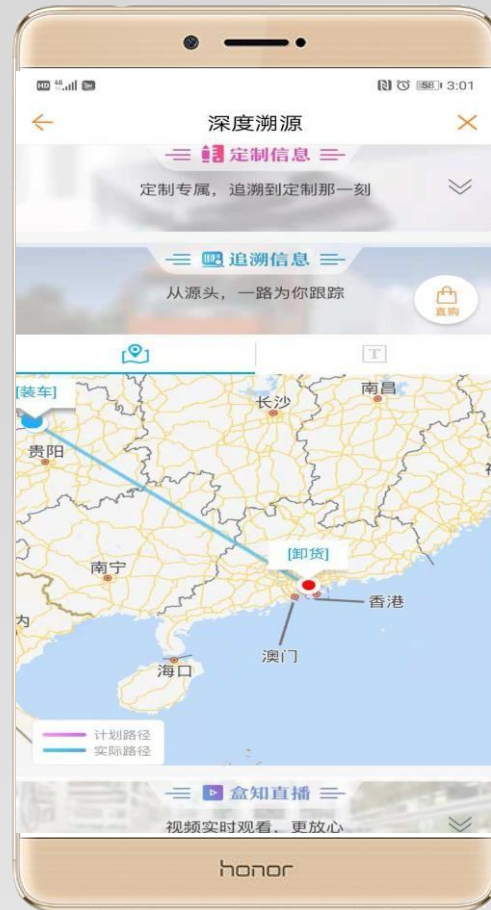 HD 46 58 3:01
深度溯源
定制信息
定制专属，追溯到定制那一刻
追溯信息
从源头，一路为你跟踪
直购
T
[装车]
长沙
南昌
贵阳
[卸货]
南宁
香港
澳门
海口
计划路径
实际路径
盒知直播
视频实时观看，更放心
honor